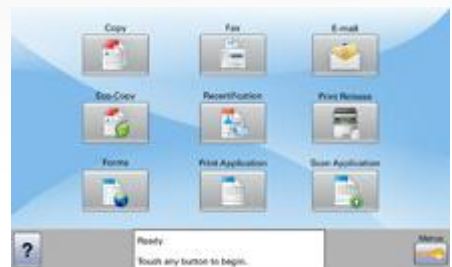 Copy Fax E-mail
Eco-Copy Recertification Print Release
Forms Print Application Scan Application
? Ready. Menus
Touch any button to begin.